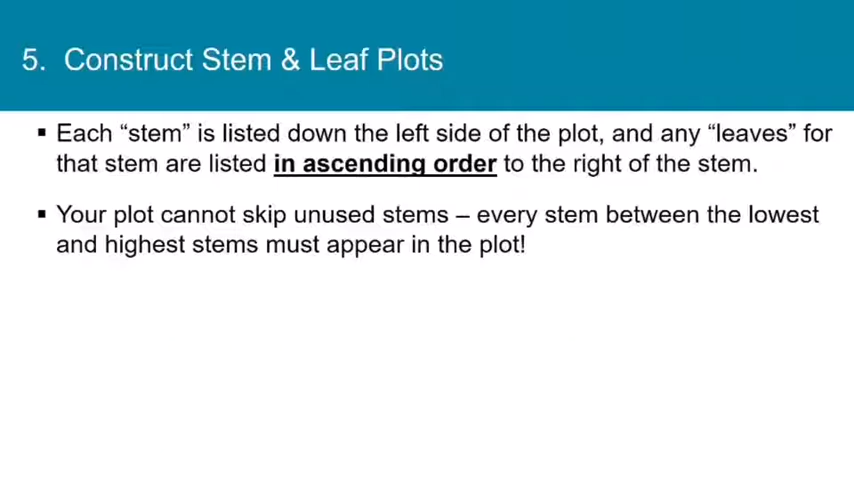 5. Construct Stem & Leaf Plots
▪ Each “stem” is listed down the left side of the plot, and any “leaves” for
that stem are listed in ascending order to the right of the stem.
▪ Your plot cannot skip unused stems – every stem between the lowest
and highest stems must appear in the plot!